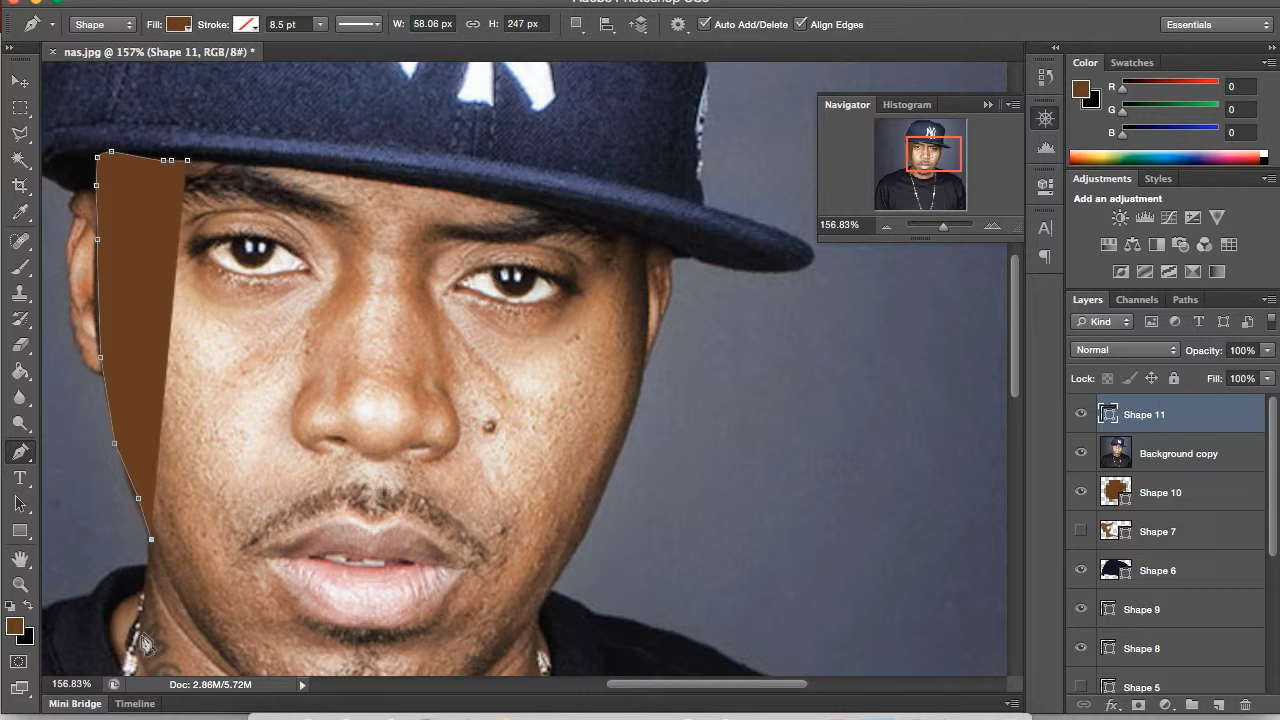 Adobe Photoshop CS6
Shape Fill: Stroke: 8.5 pt W: 58.06 px H: 247 px Auto Add/Delete Align Edges Essentials
nas.jpg @ 157% (Shape 11, RGB/8#) *
Color Swatches
R 0
G 0
B 0
Navigator Histogram
156.83%
Adjustments Styles
Add an adjustment
Layers Channels Paths
Kind
Normal Opacity: 100%
Lock: Fill: 100%
Shape 11
Background copy
Shape 10
Shape 7
Shape 6
Shape 9
Shape 8
Shape 5
156.83% Doc: 2.86M/5.72M
Mini Bridge Timeline